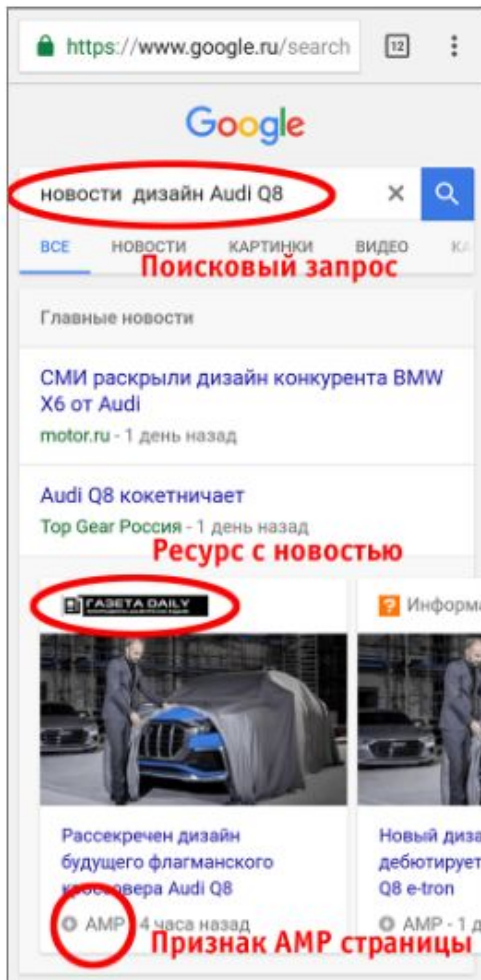 https://www.google.ru/search
12
Google
новости дизайн Audi Q8
ВСЕ НОВОСТИ КАРТИНКИ ВИДЕО КА
Поисковый запрос
Главные новости
СМИ раскрыли дизайн конкурента BMW
X6 от Audi
motor.ru - 1 день назад
Audi Q8 кокетничает
Top Gear Россия - 1 день назад
Ресурс с новостью
ГАЗЕТА DAILY
? Информа
Рассекречен дизайн
будущего флагманского
кроссовера Audi Q8
AMP 4 часа назад
Новый диза
дебютирует
Q8 e-tron
AMP - 1 д
Признак AMP страницы